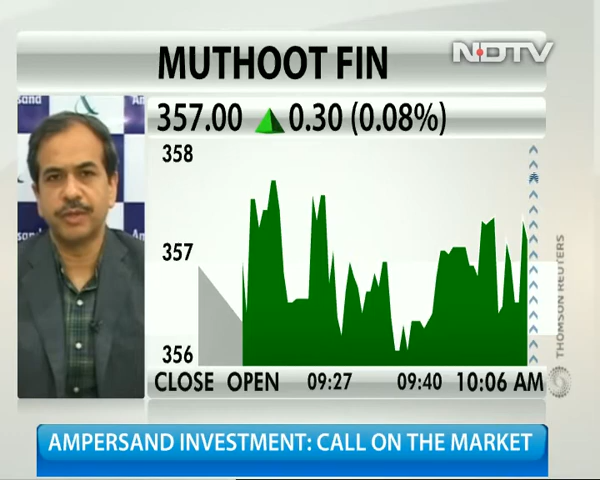 MUTHOOT FIN
NDTV
357.00 ▲ 0.30 (0.08%)
358
357
356
CLOSE OPEN 09:27 09:40 10:06 AM
THOMSON REUTERS
AMPERSAND INVESTMENT: CALL ON THE MARKET